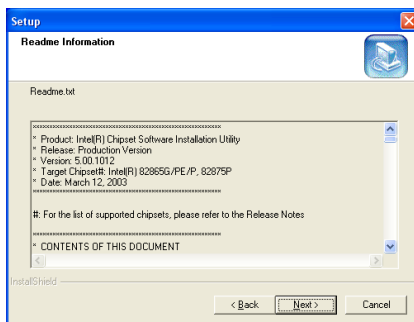 Setup
Readme Information
Readme.txt
************************************************************
* Product: Intel(R) Chipset Software Installation Utility
* Release: Production Version
* Version: 5.00.1012
* Target Chipset#: Intel(R) 82865G/PE/P, 82875P
* Date: March 12, 2003
************************************************************
#: For the list of supported chipsets, please refer to the Release Notes
************************************************************
* CONTENTS OF THIS DOCUMENT
InstallShield
< Back Next > Cancel